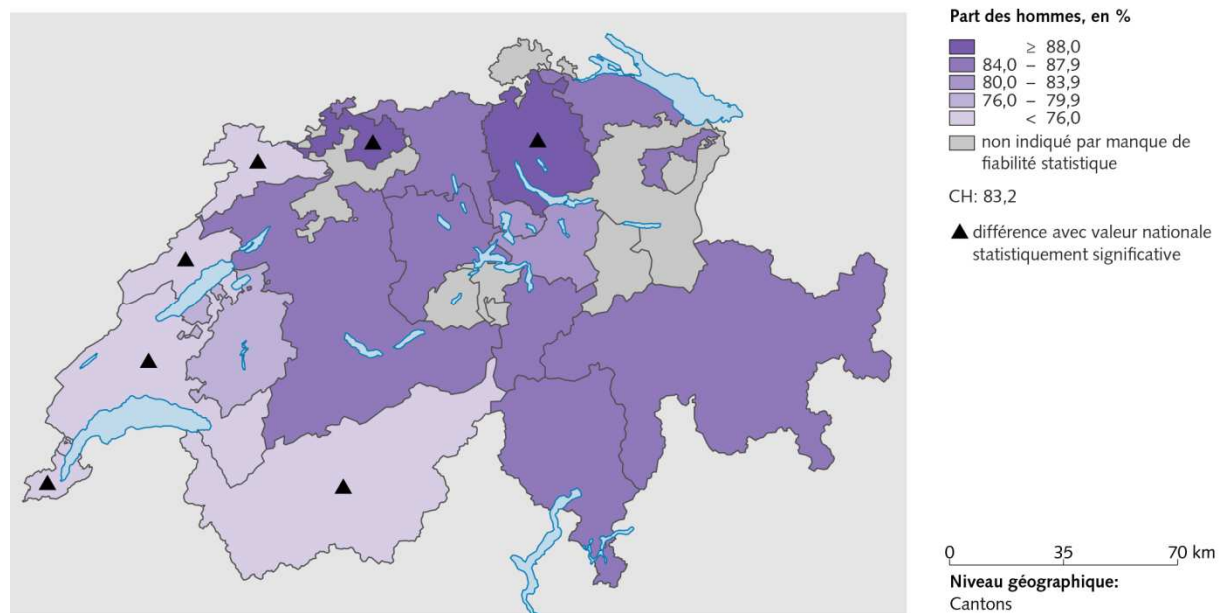 Part des hommes, en %
≥ 88,0
84,0 – 87,9
80,0 – 83,9
76,0 – 79,9
< 76,0
non indiqué par manque de
fiabilité statistique
CH: 83,2
différence avec valeur nationale
statistiquement significative
0 35 70 km
Niveau géographique:
Cantons